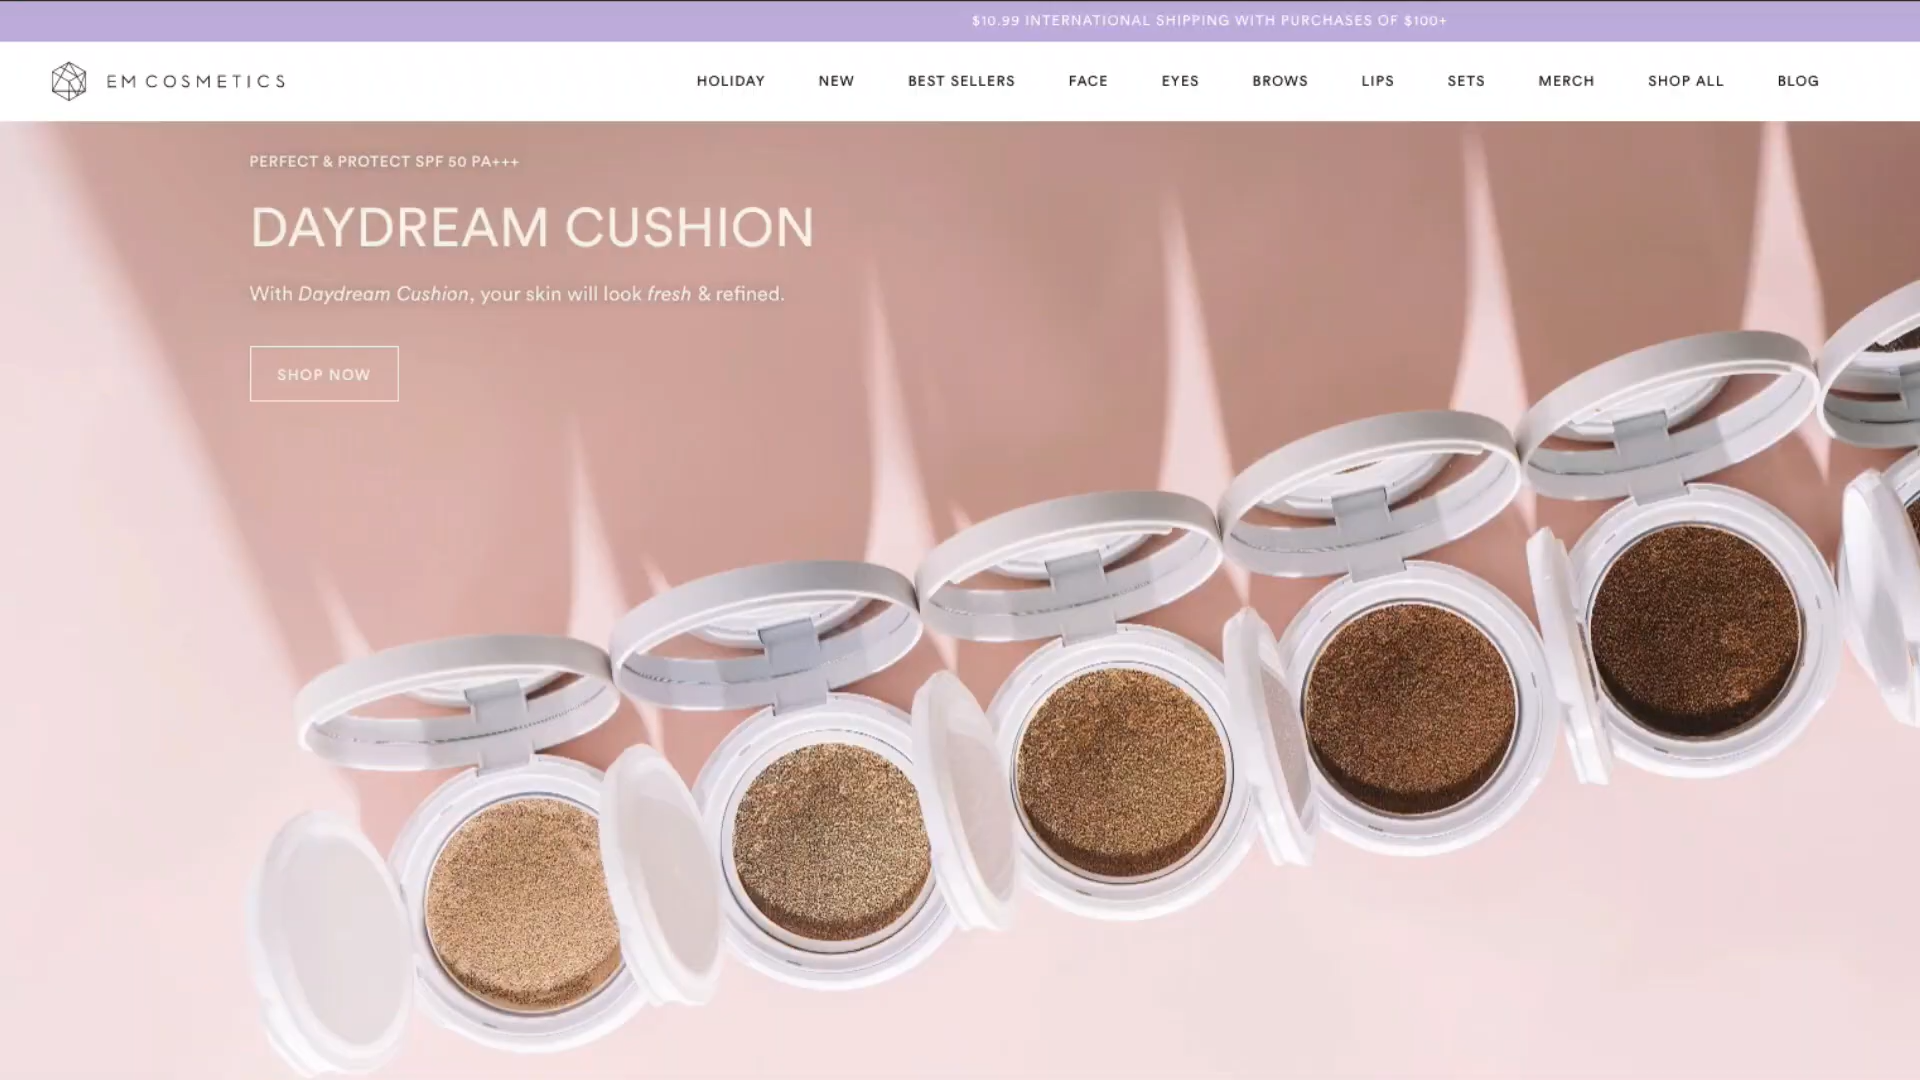 $10.99 INTERNATIONAL SHIPPING WITH PURCHASES OF $100+
EM COSMETICS
HOLIDAY NEW BEST SELLERS FACE EYES BROWS LIPS SETS MERCH SHOP ALL BLOG
PERFECT & PROTECT SPF 50 PA+++
DAYDREAM CUSHION
With Daydream Cushion, your skin will look fresh & refined.
SHOP NOW